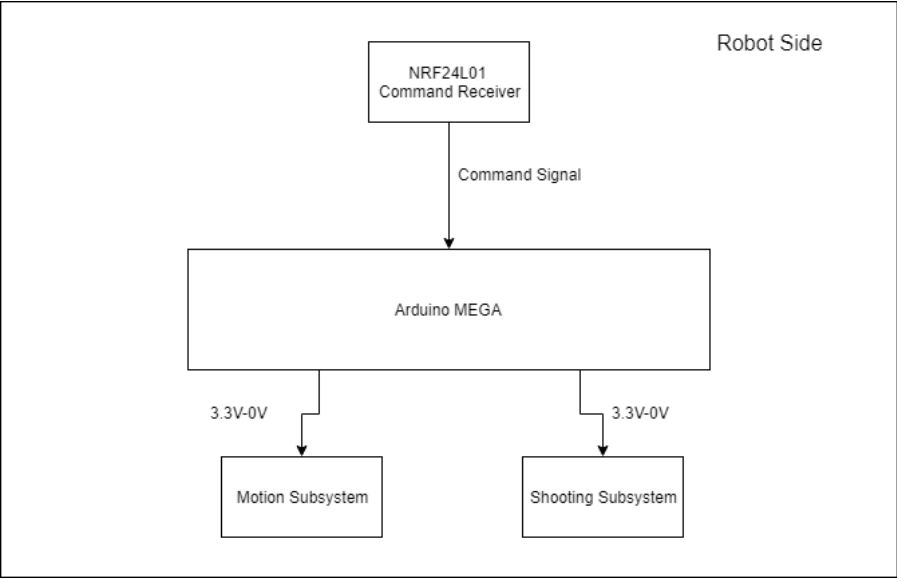 Robot Side
NRF24L01
Command Receiver
Command Signal
Arduino MEGA
3.3V-0V
3.3V-0V
Motion Subsystem
Shooting Subsystem